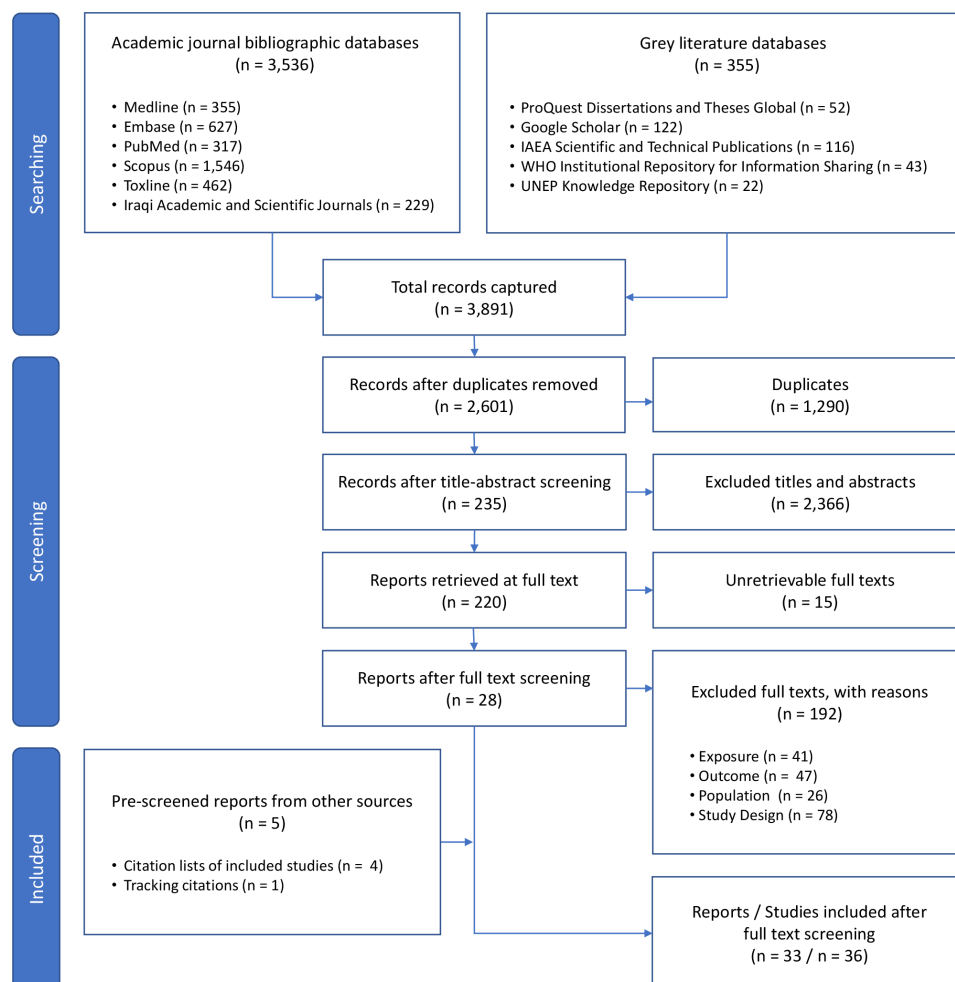 Searching
Academic journal bibliographic databases
(n = 3,536)
• Medline (n = 355)
• Embase (n = 627)
• PubMed (n = 317)
• Scopus (n = 1,546)
• Toxline (n = 462)
• Iraqi Academic and Scientific Journals (n = 229)
Grey literature databases
(n = 355)
• ProQuest Dissertations and Theses Global (n = 52)
• Google Scholar (n = 122)
• IAEA Scientific and Technical Publications (n = 116)
• WHO Institutional Repository for Information Sharing (n = 43)
• UNEP Knowledge Repository (n = 22)
Total records captured
(n = 3,891)
Screening
Records after duplicates removed
(n = 2,601)
Duplicates
(n = 1,290)
Records after title-abstract screening
(n = 235)
Excluded titles and abstracts
(n = 2,366)
Reports retrieved at full text
(n = 220)
Unretrievable full texts
(n = 15)
Reports after full text screening
(n = 28)
Excluded full texts, with reasons
(n = 192)
• Exposure (n = 41)
• Outcome (n = 47)
• Population (n = 26)
• Study Design (n = 78)
Included
Pre-screened reports from other sources
(n = 5)
• Citation lists of included studies (n = 4)
• Tracking citations (n = 1)
Reports / Studies included after
full text screening
(n = 33 / n = 36)